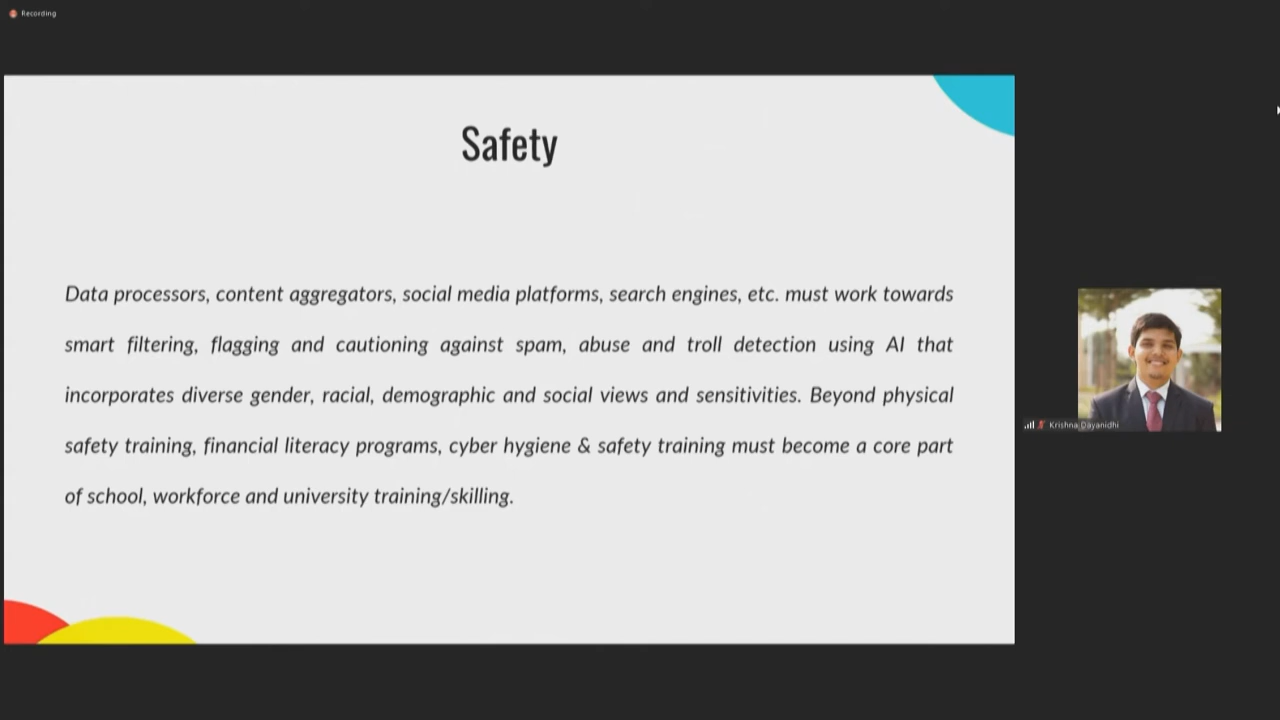 Recording
Safety
Data processors, content aggregators, social media platforms, search engines, etc. must work towards
smart filtering, flagging and cautioning against spam, abuse and troll detection using AI that
incorporates diverse gender, racial, demographic and social views and sensitivities. Beyond physical
safety training, financial literacy programs, cyber hygiene & safety training must become a core part
of school, workforce and university training/skilling.
Krishna Dayanidhi